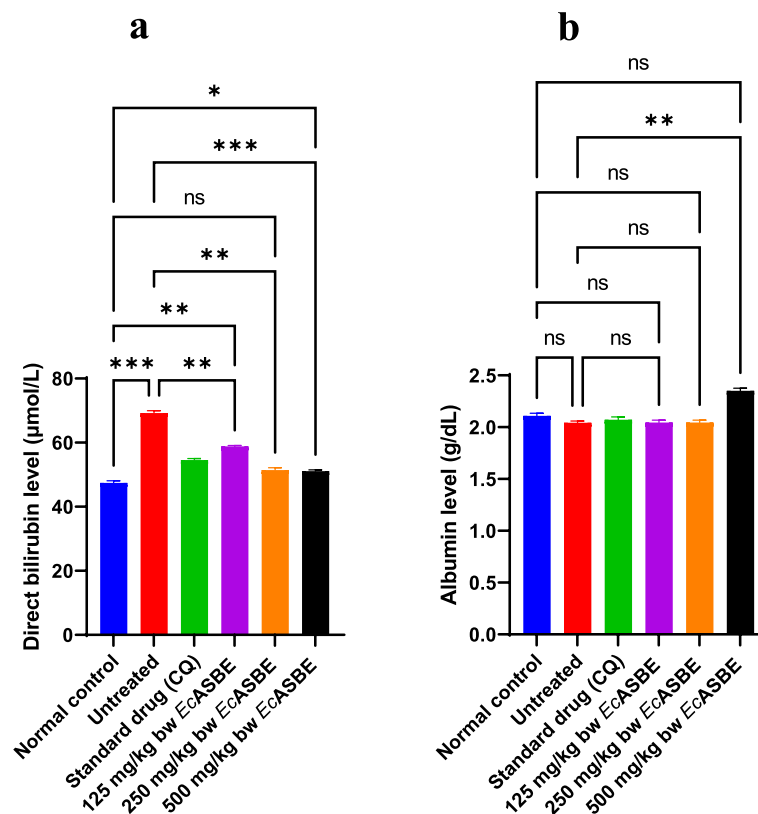 a
*
***
ns
**
**
***
**
Direct bilirubin level (µmol/L)
80
60
40
20
0
Normal control
Untreated
Standard drug (CQ)
125 mg/kg bw EcASBE
250 mg/kg bw EcASBE
500 mg/kg bw EcASBE
b
ns
**
ns
ns
ns
ns
ns
Albumin level (g/dL)
2.5
2.0
1.5
1.0
0.5
0.0
Normal control
Untreated
Standard drug (CQ)
125 mg/kg bw EcASBE
250 mg/kg bw EcASBE
500 mg/kg bw EcASBE